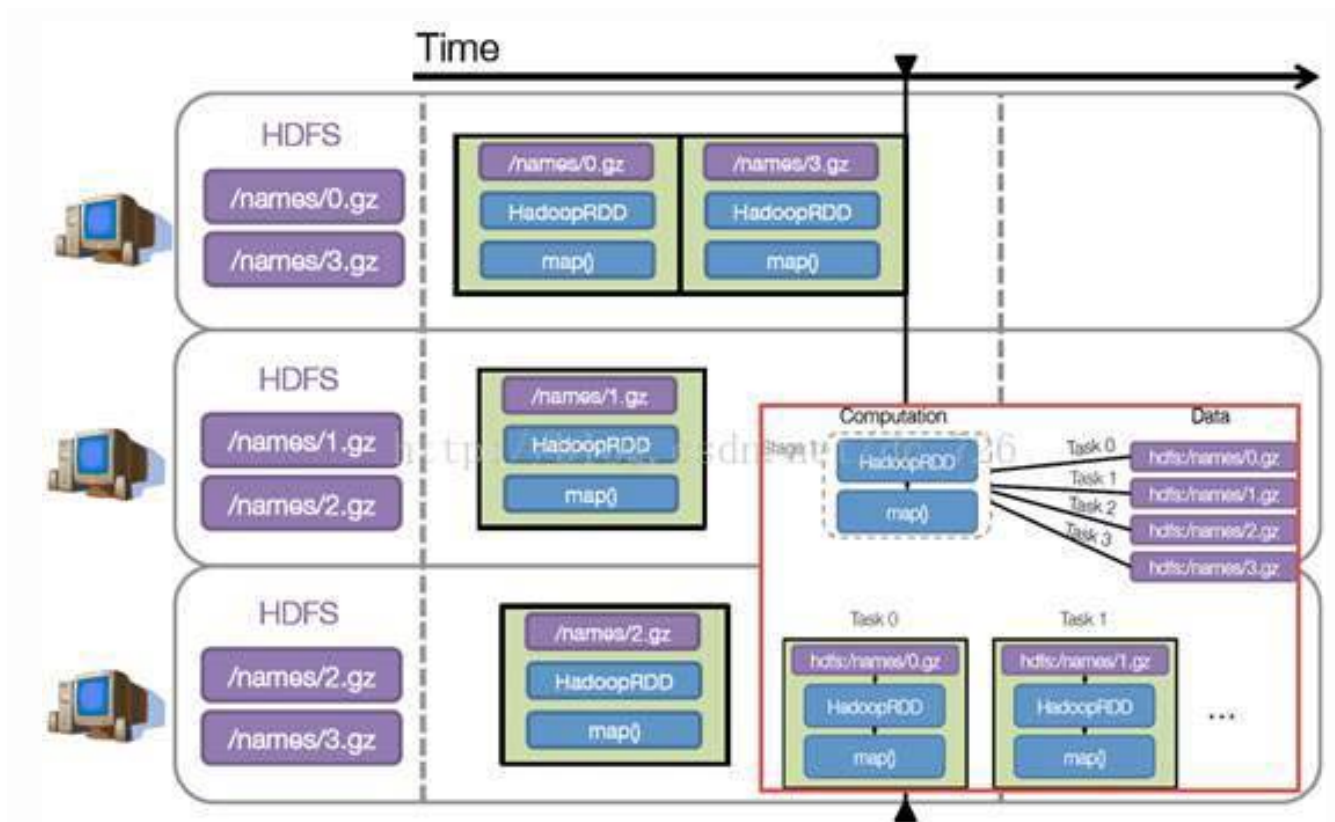 Time
HDFS
/names/0.gz
/names/3.gz
/names/0.gz
HadoopRDD
map()
/names/3.gz
HadoopRDD
map()
HDFS
/names/1.gz
/names/2.gz
/names/1.gz
HadoopRDD
map()
Computation
Data
Stage 1
HadoopRDD
map()
Task 0
Task 1
Task 2
Task 3
hdfs:/names/0.gz
hdfs:/names/1.gz
hdfs:/names/2.gz
hdfs:/names/3.gz
HDFS
/names/2.gz
/names/3.gz
/names/2.gz
HadoopRDD
map()
Task 0
hdfs:/names/0.gz
HadoopRDD
map()
Task 1
hdfs:/names/1.gz
HadoopRDD
map()
...